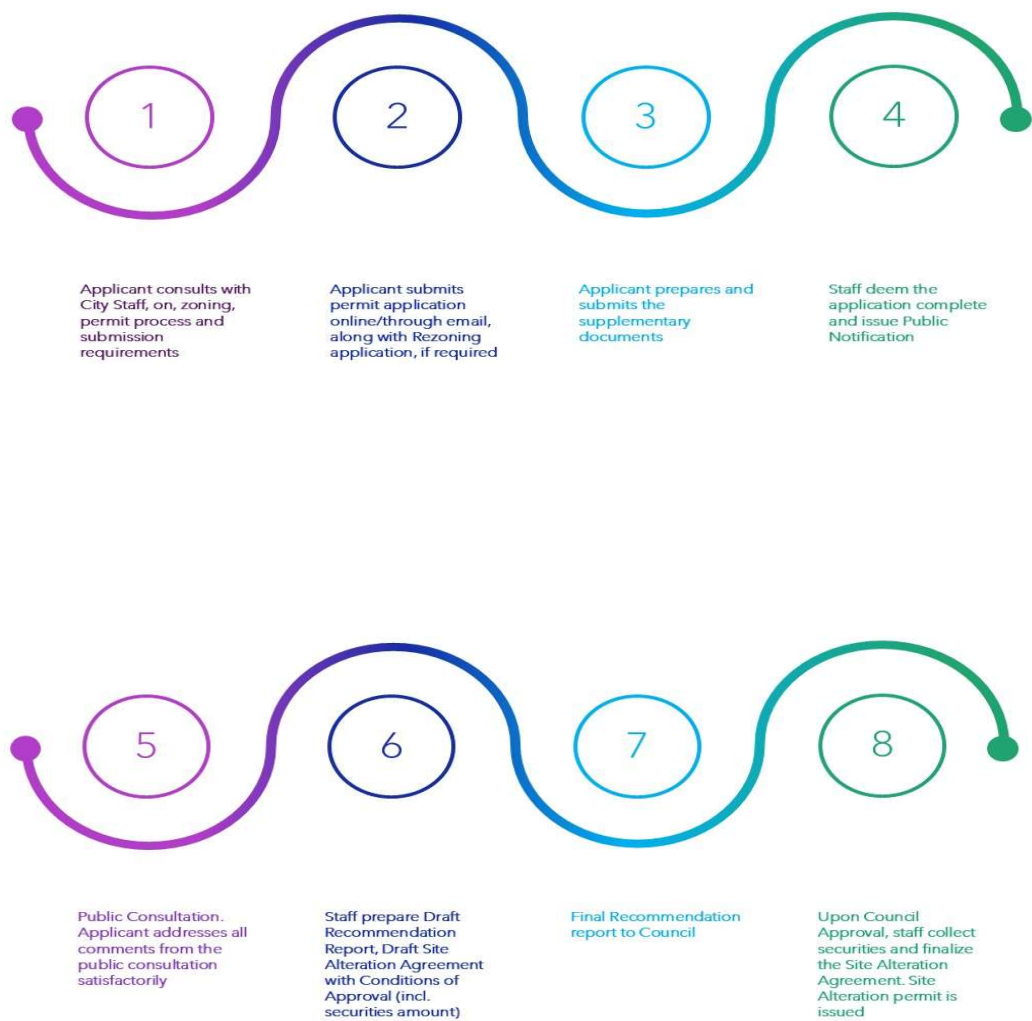 1
2
3
4
Applicant consults with
City Staff, on, zoning,
permit process and
submission
requirements
Applicant submits
permit application
online/through email,
along with Rezoning
application, if required
Applicant prepares and
submits the
supplementary
documents
Staff deem the
application complete
and issue Public
Notification
5
6
7
8
Public Consultation.
Applicant addresses all
comments from the
public consultation
satisfactorily
Staff prepare Draft
Recommendation
Report, Draft Site
Alteration Agreement
with Conditions of
Approval (incl.
securities amount)
Final Recommendation
report to Council
Upon Council
Approval, staff collect
securities and finalize
the Site Alteration
Agreement. Site
Alteration permit is
issued